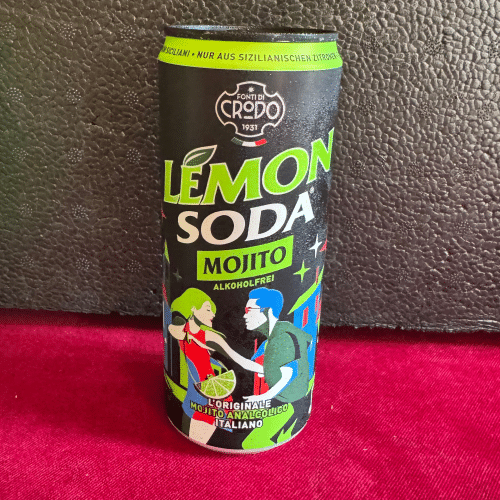 SICILIANI • NUR AUS SIZILIANISCHEN ZITRONEN
FONTI DI
CRODO
1931
LEMON
SODA®
MOJITO
ALKOHOLFREI
L'ORIGINALE
MOJITO ANALCOLICO
ITALIANO